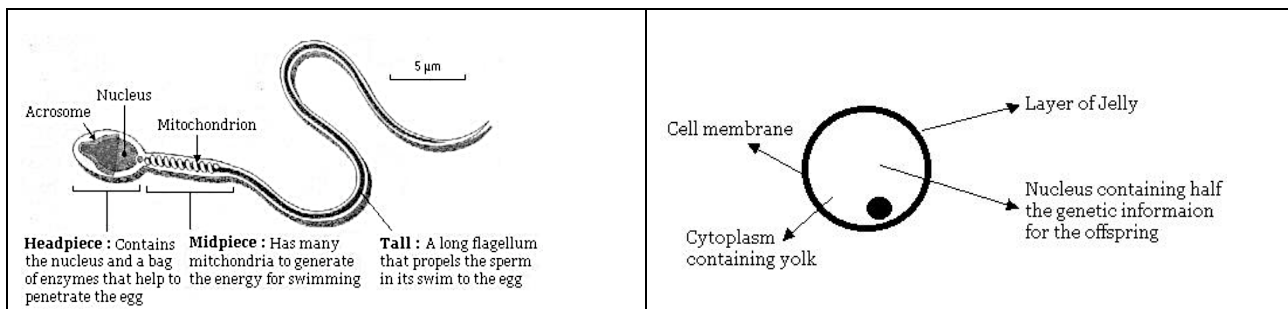 5 μm
Nucleus
Acrosome
Mitochondrion
Headpiece : Contains
the nucleus and a bag
of enzymes that help to
penetrate the egg
Midpiece : Has many
mitchondria to generate
the energy for swimming
Tall : A long flagellum
that propels the sperm
in its swim to the egg
Layer of Jelly
Cell membrane
Nucleus containing half
the genetic informaion
for the offspring
Cytoplasm
containing yolk